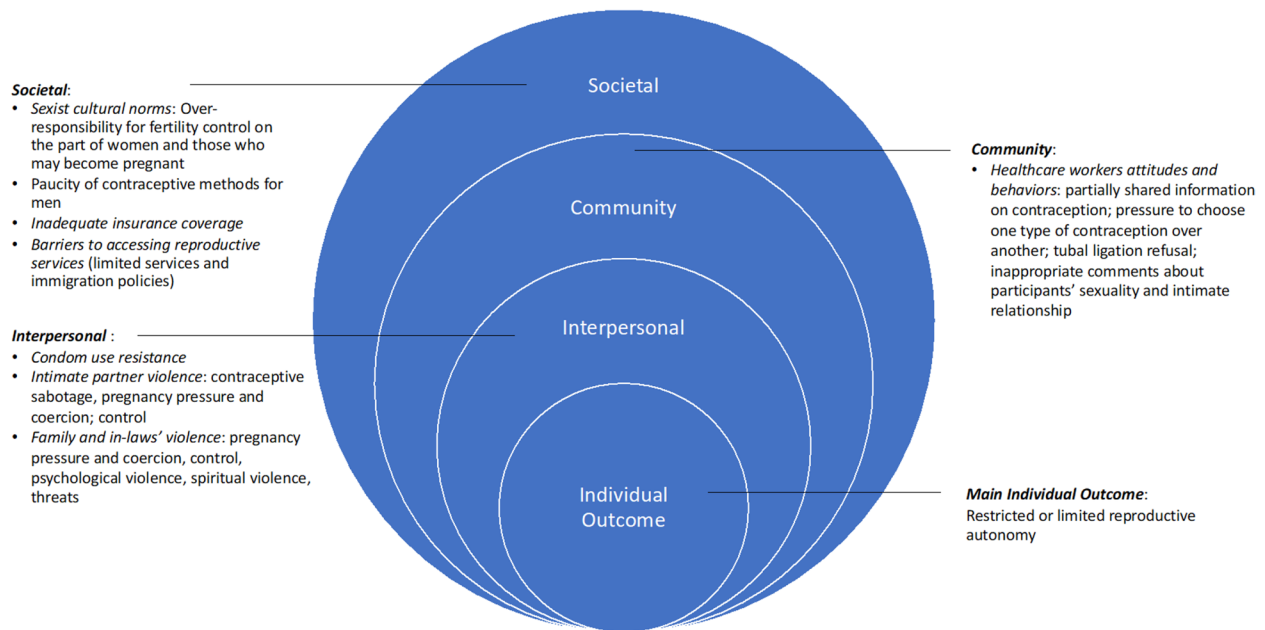 Societal:
• Sexist cultural norms: Over-
responsibility for fertility control on
the part of women and those who
may become pregnant
• Paucity of contraceptive methods for
men
• Inadequate insurance coverage
• Barriers to accessing reproductive
services (limited services and
immigration policies)
Interpersonal :
• Condom use resistance
• Intimate partner violence: contraceptive
sabotage, pregnancy pressure and
coercion; control
• Family and in-laws’ violence: pregnancy
pressure and coercion, control,
psychological violence, spiritual violence,
threats
Societal
Community
Interpersonal
Individual
Outcome
Community:
• Healthcare workers attitudes and
behaviors: partially shared information
on contraception; pressure to choose
one type of contraception over
another; tubal ligation refusal;
inappropriate comments about
participants’ sexuality and intimate
relationship
Main Individual Outcome:
Restricted or limited reproductive
autonomy